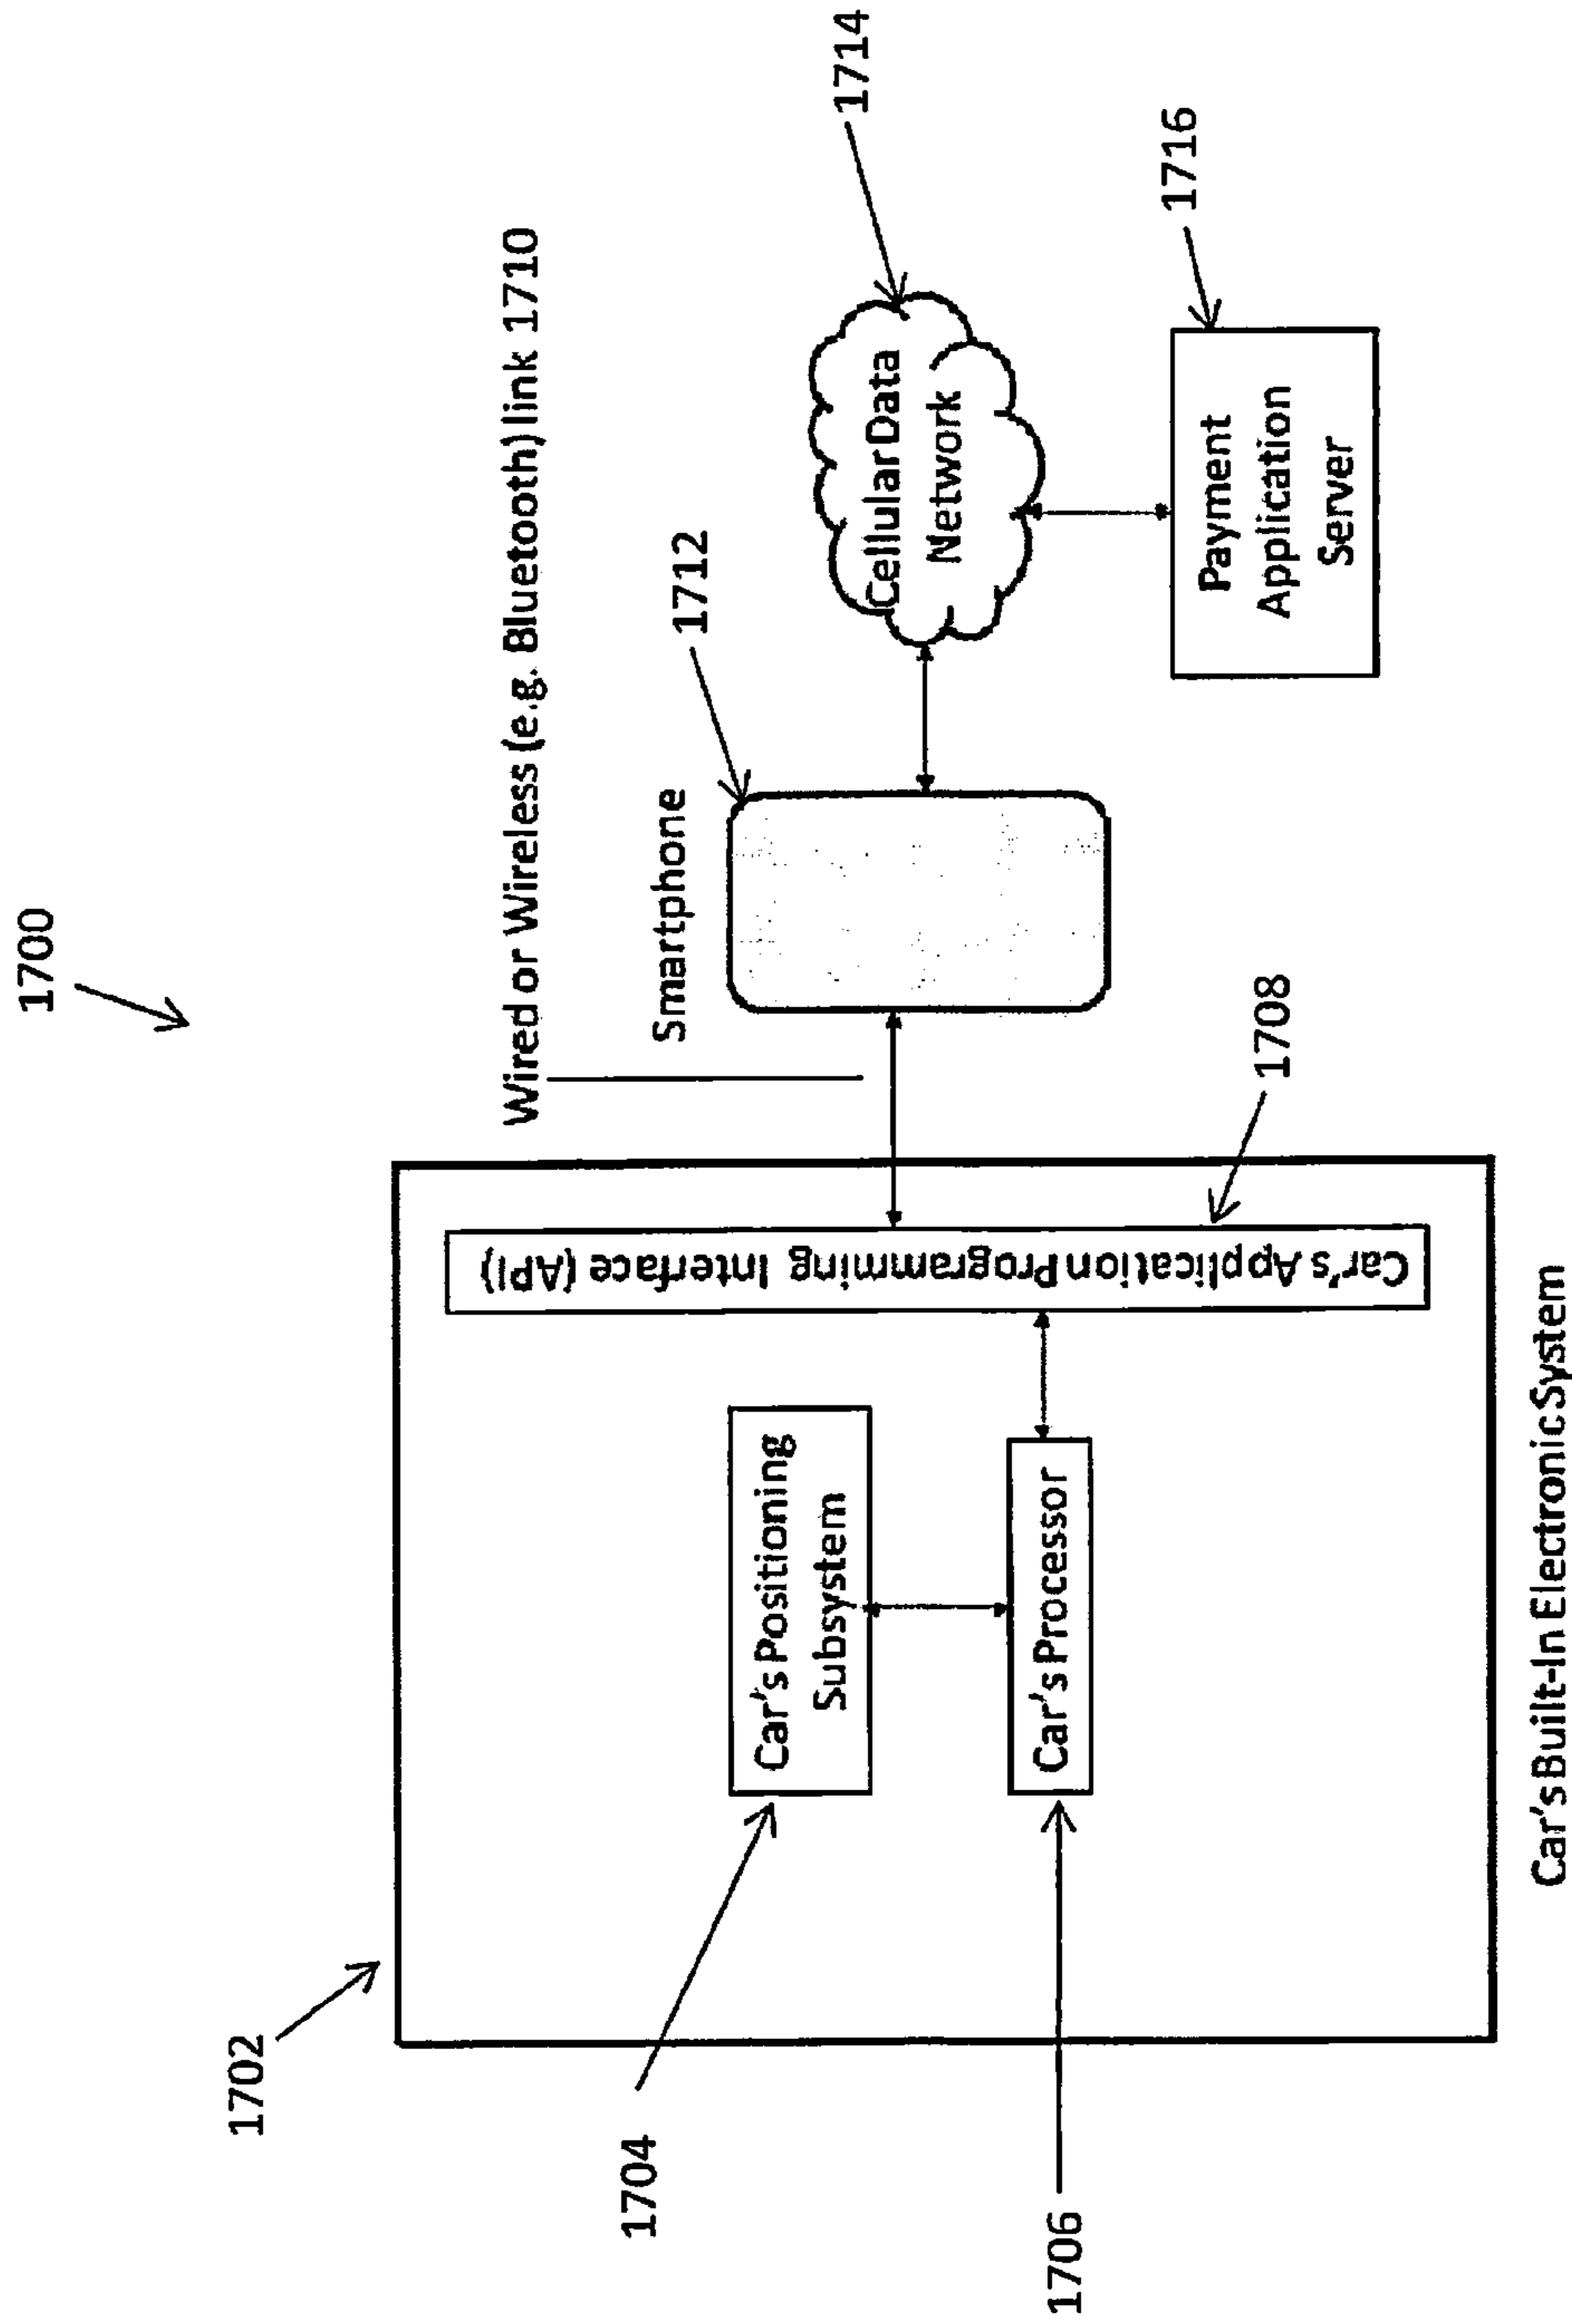 1700
1702
1704
1706
Car's Positioning
Subsystem
Car's Processor
Car's Application Programming Interface (API)
1708
Car's Built-In Electronic System
Wired or Wireless (e.g. Bluetooth) link 1710
Smartphone
1712
Cellular Data
Network
1714
Payment
Application
Server
1716